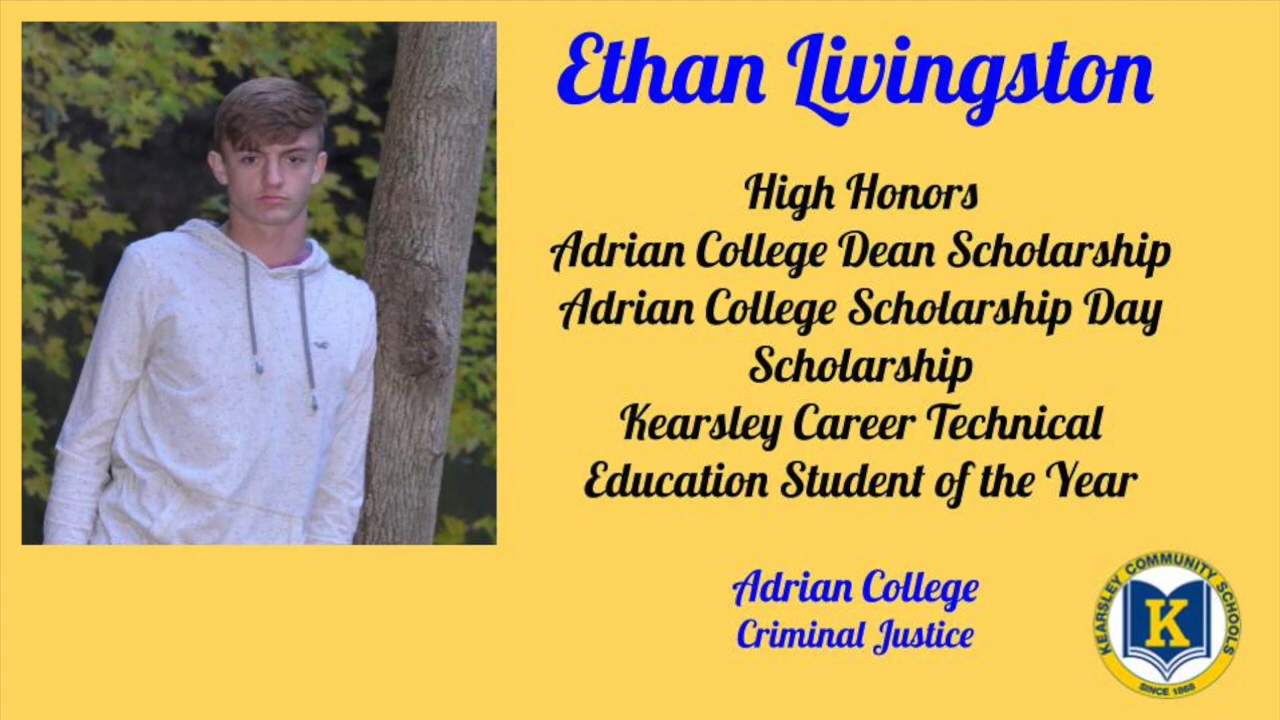 Ethan Livingston
High Honors
Adrian College Dean Scholarship
Adrian College Scholarship Day
Scholarship
Kearsley Career Technical
Education Student of the Year
Adrian College
Criminal Justice
KEARSLEY COMMUNITY SCHOOLS
K
SINCE 1868